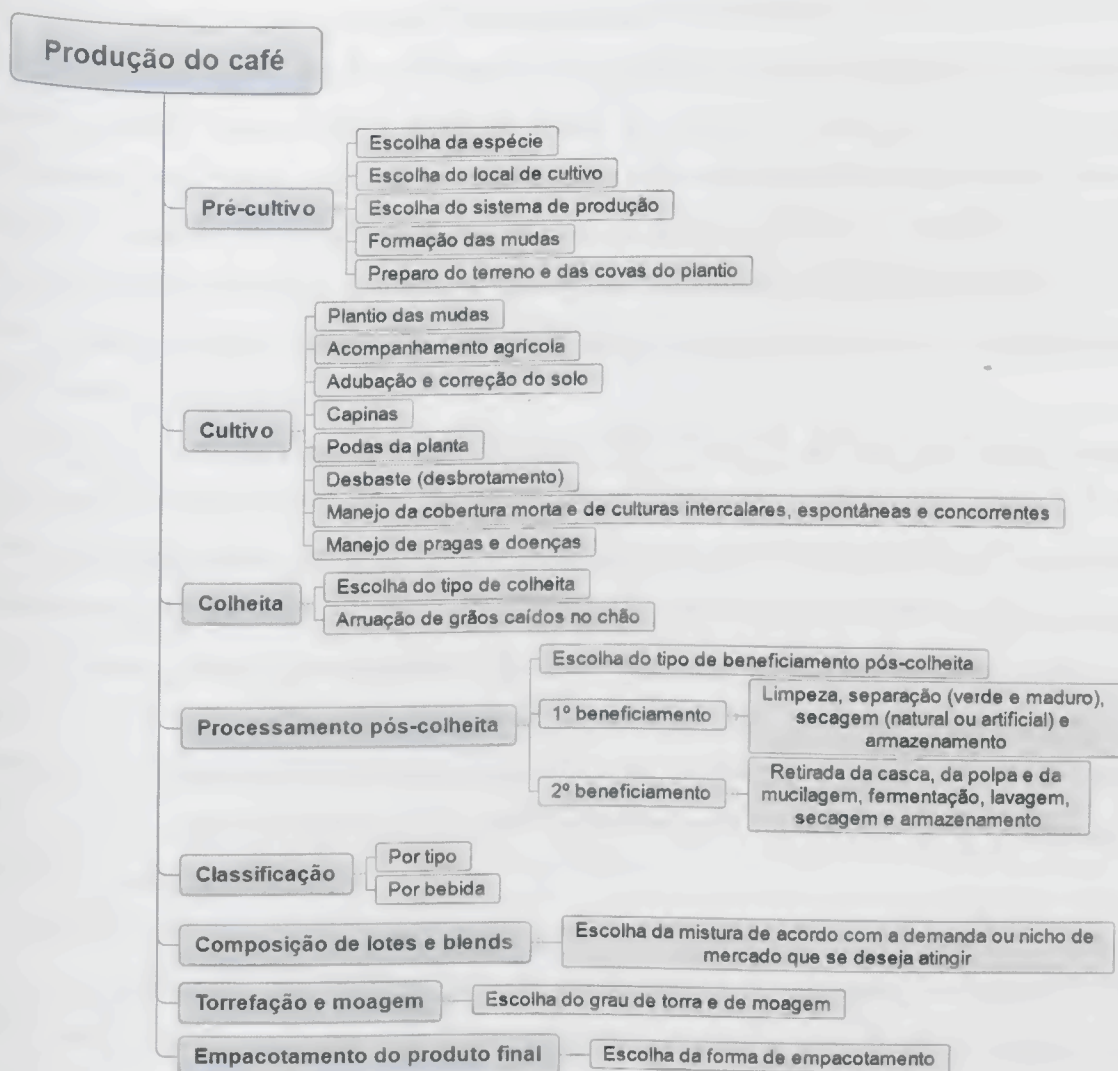 Produção do café
Pré-cultivo
Escolha da espécie
Escolha do local de cultivo
Escolha do sistema de produção
Formação das mudas
Preparo do terreno e das covas do plantio
Cultivo
Plantio das mudas
Acompanhamento agrícola
Adubação e correção do solo
Capinas
Podas da planta
Desbaste (desbrotamento)
Manejo da cobertura morta e de culturas intercalares, espontâneas e concorrentes
Manejo de pragas e doenças
Colheita
Escolha do tipo de colheita
Arruação de grãos caídos no chão
Processamento pós-colheita
Escolha do tipo de beneficiamento pós-colheita
1º beneficiamento
Limpeza, separação (verde e maduro),
secagem (natural ou artificial) e
armazenamento
2º beneficiamento
Retirada da casca, da polpa e da
mucilagem, fermentação, lavagem,
secagem e armazenamento
Classificação
Por tipo
Por bebida
Composição de lotes e blends
Escolha da mistura de acordo com a demanda ou nicho de
mercado que se deseja atingir
Torrefação e moagem
Escolha do grau de torra e de moagem
Empacotamento do produto final
Escolha da forma de empacotamento